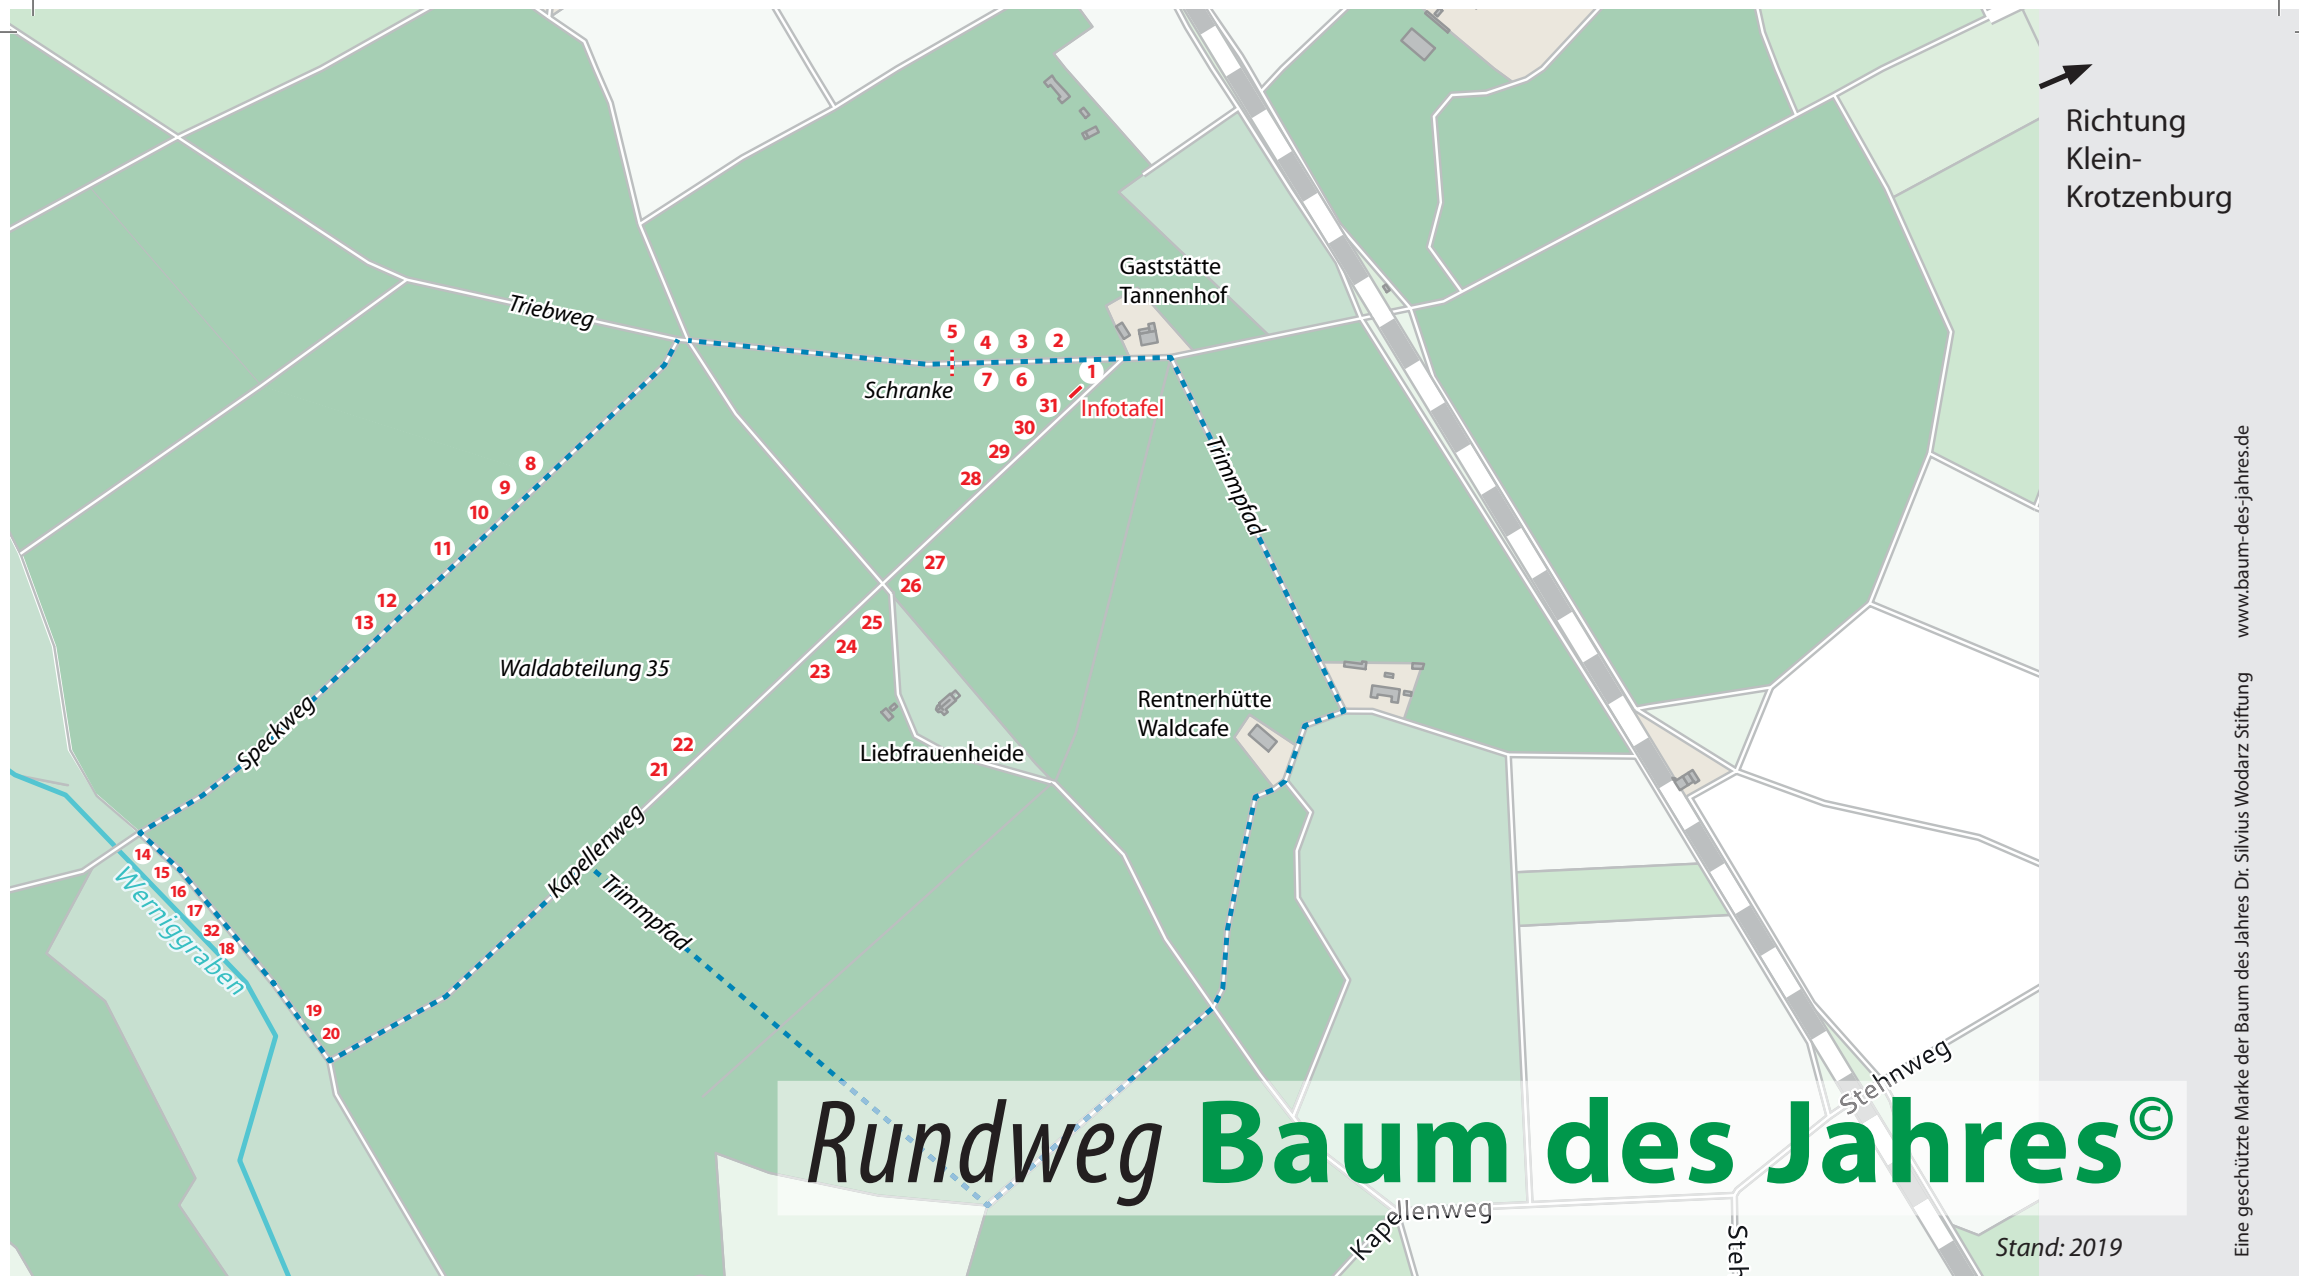 Richtung
Klein-
Krotzenburg
Gaststätte
Tannenhof
Triebweg
5
4
3
2
Schranke
7
6
1
31
Infotafel
30
29
28
Trimmpfad
8
9
10
11
12
13
27
26
25
24
23
Waldabteilung 35
Speckweg
Rentnerhütte
Waldcafe
Liebfrauenheide
22
21
Kapellenweg
Trimmpfad
14
15
16
17
32
18
Werniggraben
19
20
Stehnweg
Rundweg Baum des Jahres©
Kapellenweg
Steh
Stand: 2019
Eine geschützte Marke der Baum des Jahres Dr. Silvius Wodarz Stiftung www.baum-des-jahres.de